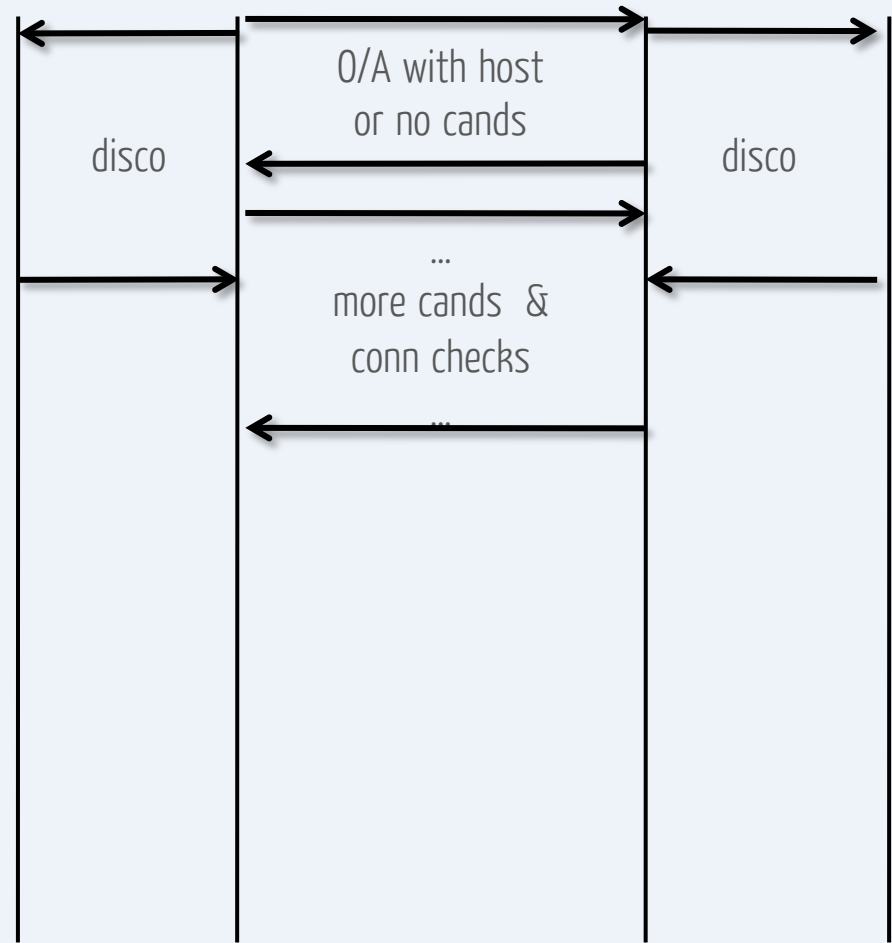 O/A with host
or no cands
disco
disco
...
more cands &
conn checks
...